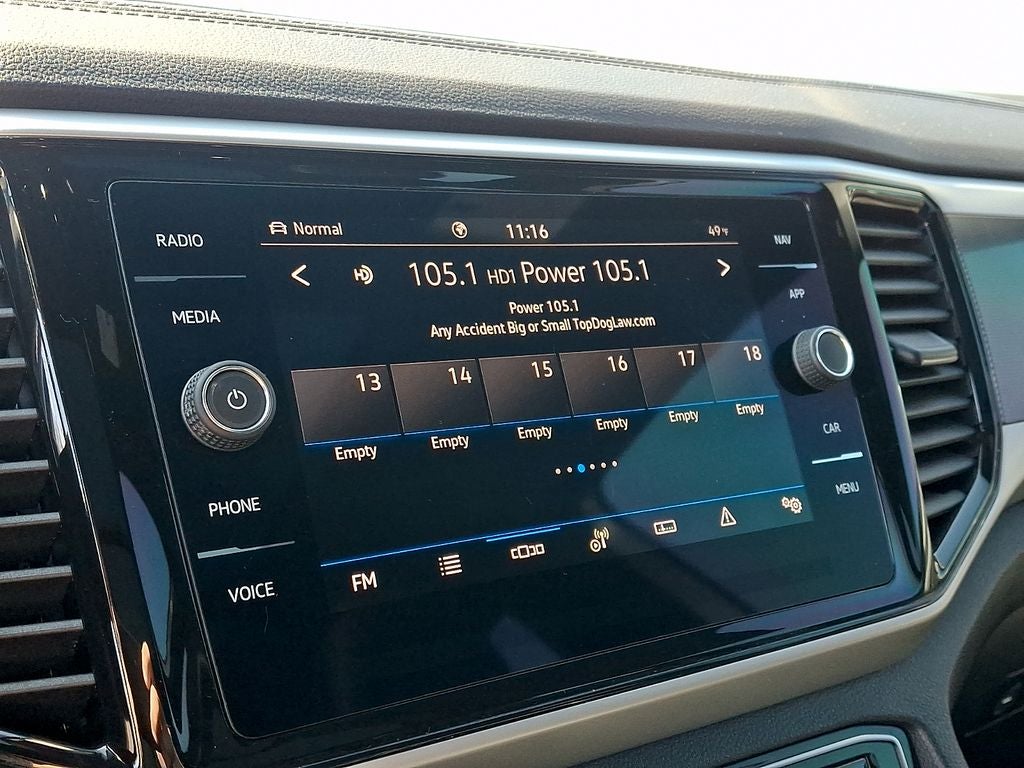 Normal 11:16 49°F
RADIO
MEDIA
PHONE
VOICE
105.1 HD1 Power 105.1
Power 105.1
Any Accident Big or Small TopDogLaw.com
13 14 15 16 17 18
Empty Empty Empty Empty Empty Empty
FM
NAV
APP
CAR
MENU